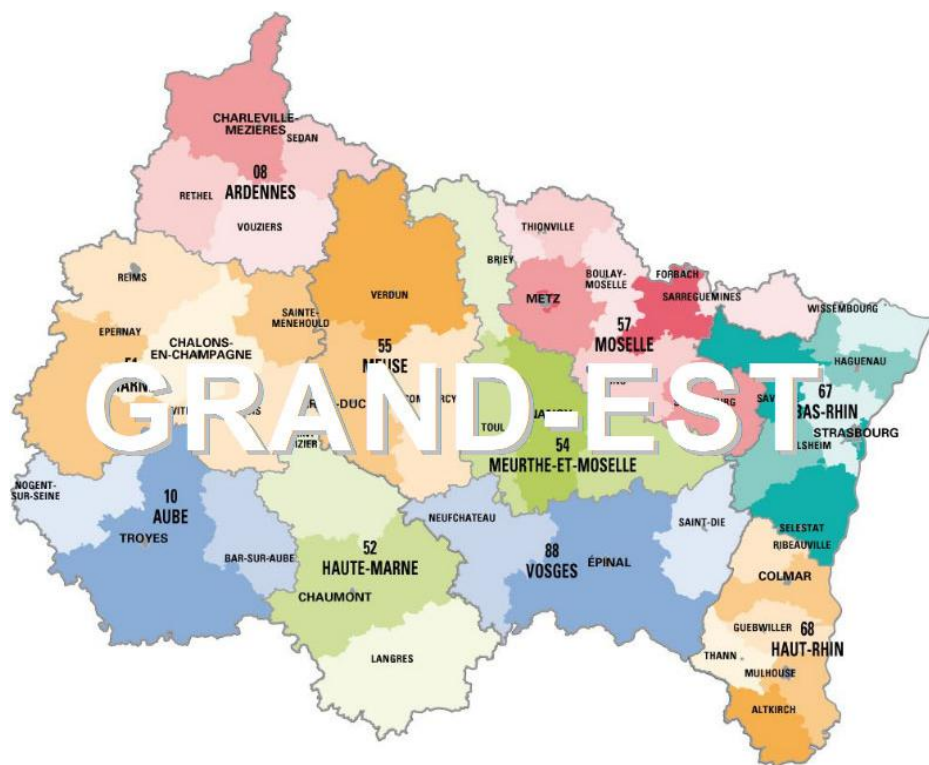 CHARLEVILLE-
MEZIÈRES
SEDAN
08
ARDENNES
RETHEL
VOUZIERS
THIONVILLE
BRIEY
REIMS
BOULAY-
MOSELLE
FORBACH
METZ
SARREGUEMINES
VERDUN
WISSEMBOURG
SAINTE-
MENEHOULD
EPERNAY
57
MOSELLE
CHALONS-
EN-CHAMPAGNE
55
MEUSE
HAGUENAU
GRAND-EST
67
BAS-RHIN
TOUL
STRASBOURG
54
MEURTHE-ET-MOSELLE
NOGENT-
SUR-SEINE
10
AUBE
NEUFCHATEAU
SAINT-DIE
SELESTAT
TROYES
RIBEAUVILLE
52
HAUTE-MARNE
88
VOSGES
ÉPINAL
BAR-SUR-AUBE
COLMAR
CHAUMONT
GUEBWILLER
68
HAUT-RHIN
LANGRES
THANN
MULHOUSE
ALTKIRCH